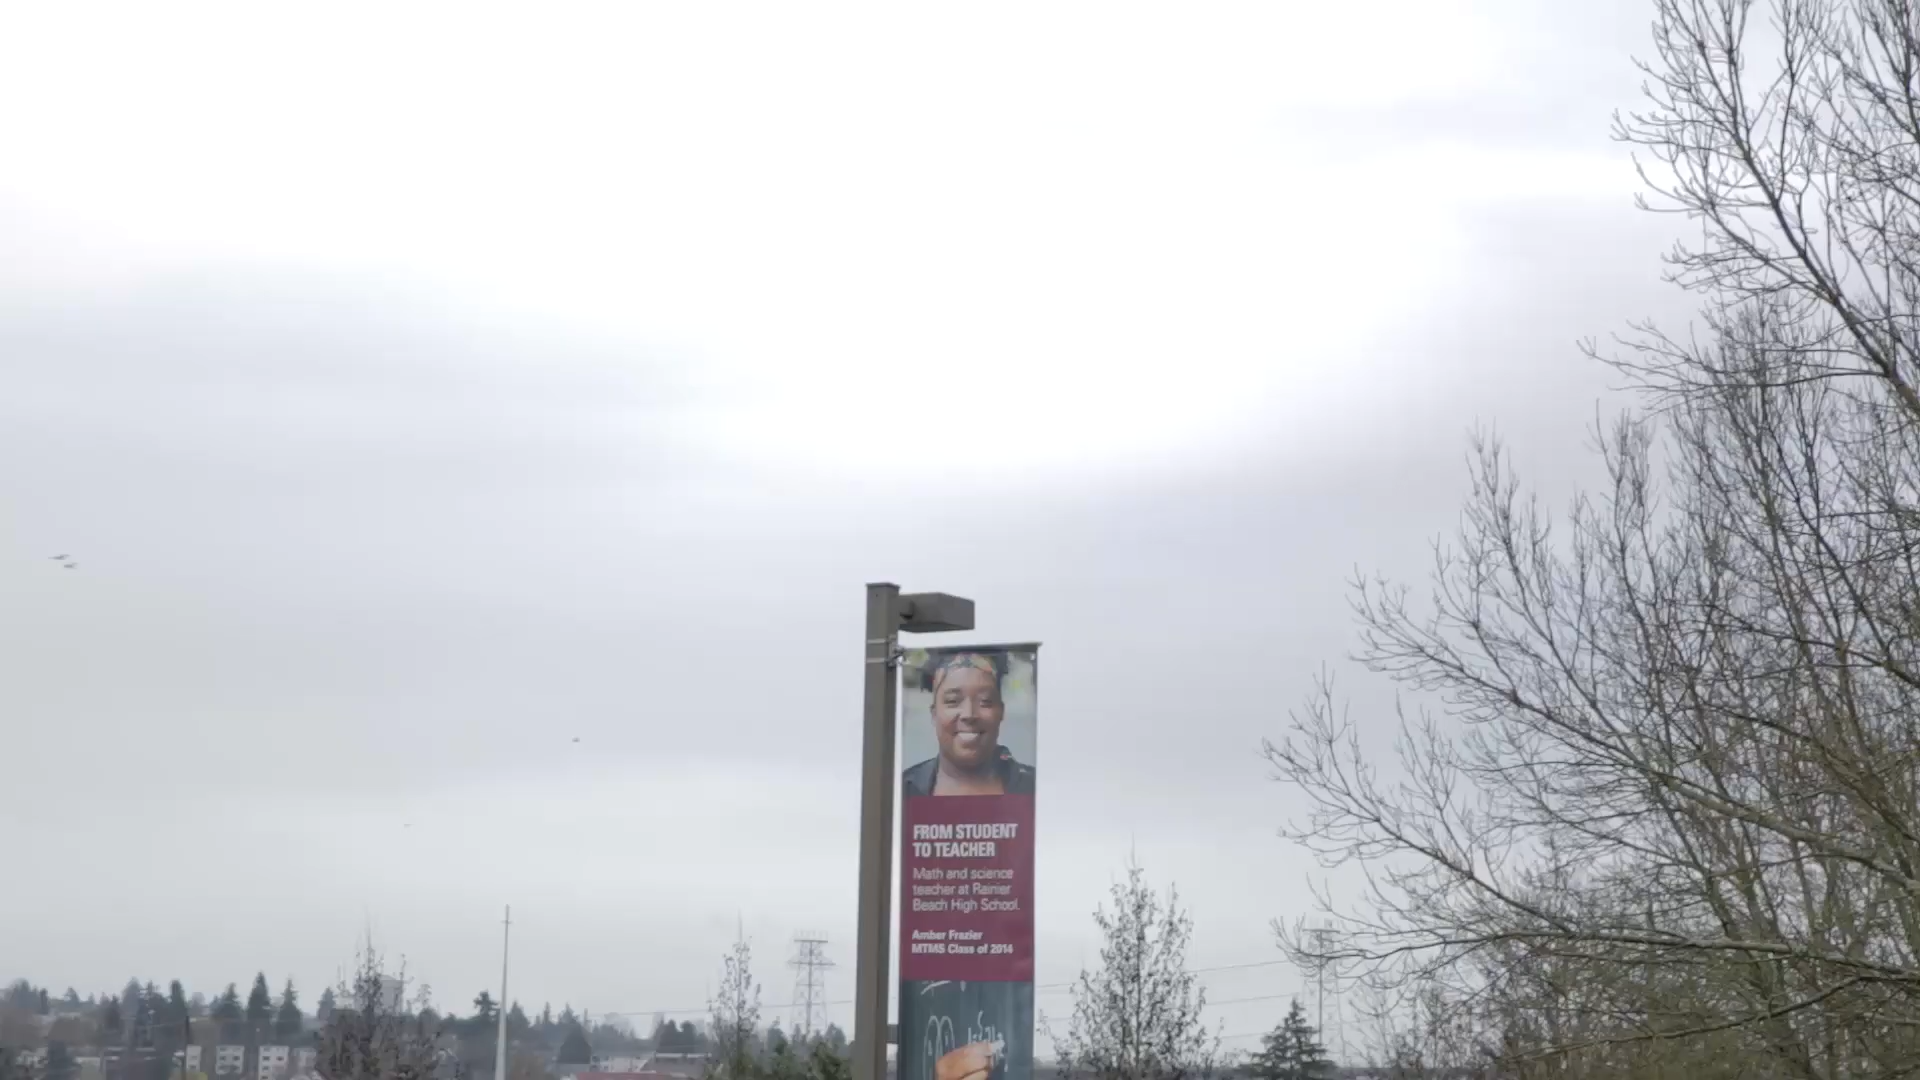 FROM STUDENT
TO TEACHER
Math and science
teacher at Rainier
Beach High School.
Amber Frazier
MTMS Class of 2014